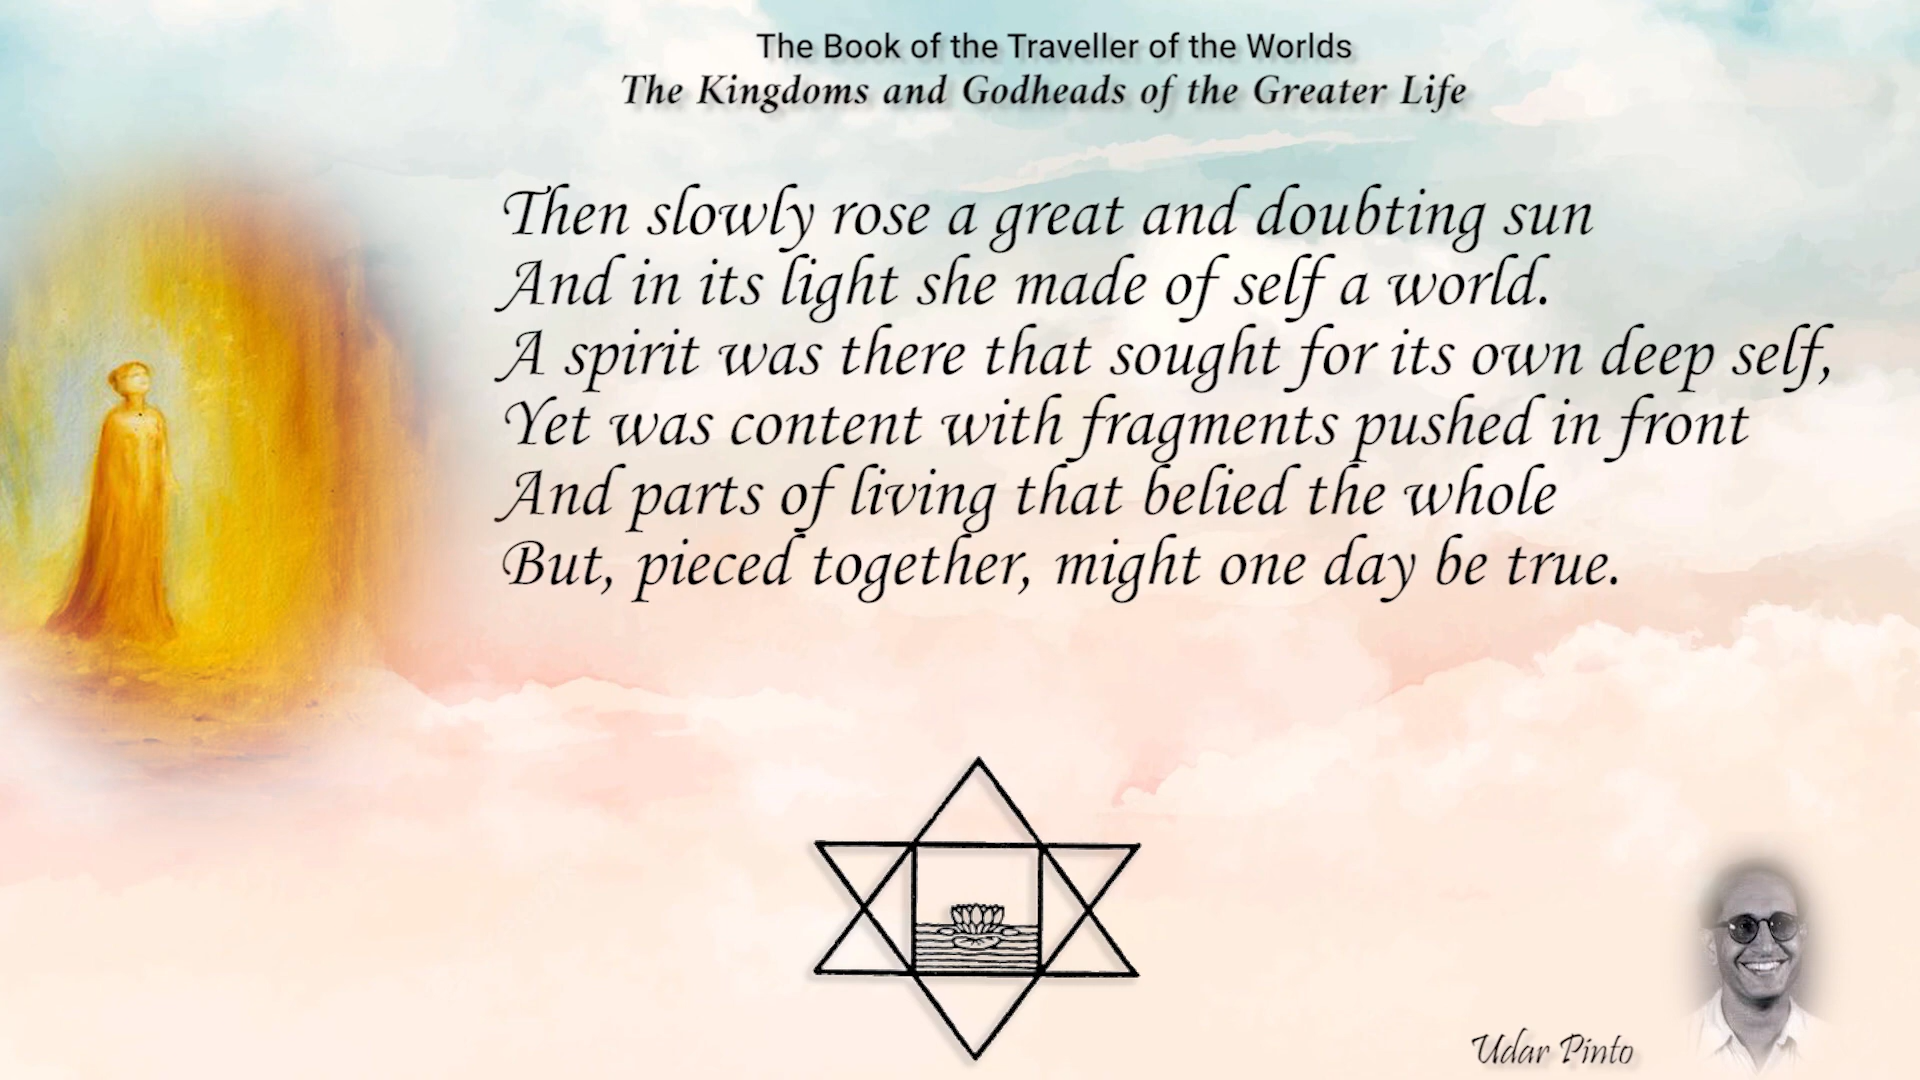 The Book of the Traveller of the Worlds
The Kingdoms and Godheads of the Greater Life
Then slowly rose a great and doubting sun
And in its light she made of self a world.
A spirit was there that sought for its own deep self,
Yet was content with fragments pushed in front
And parts of living that belied the whole
But, pieced together, might one day be true.
Udar Pinto